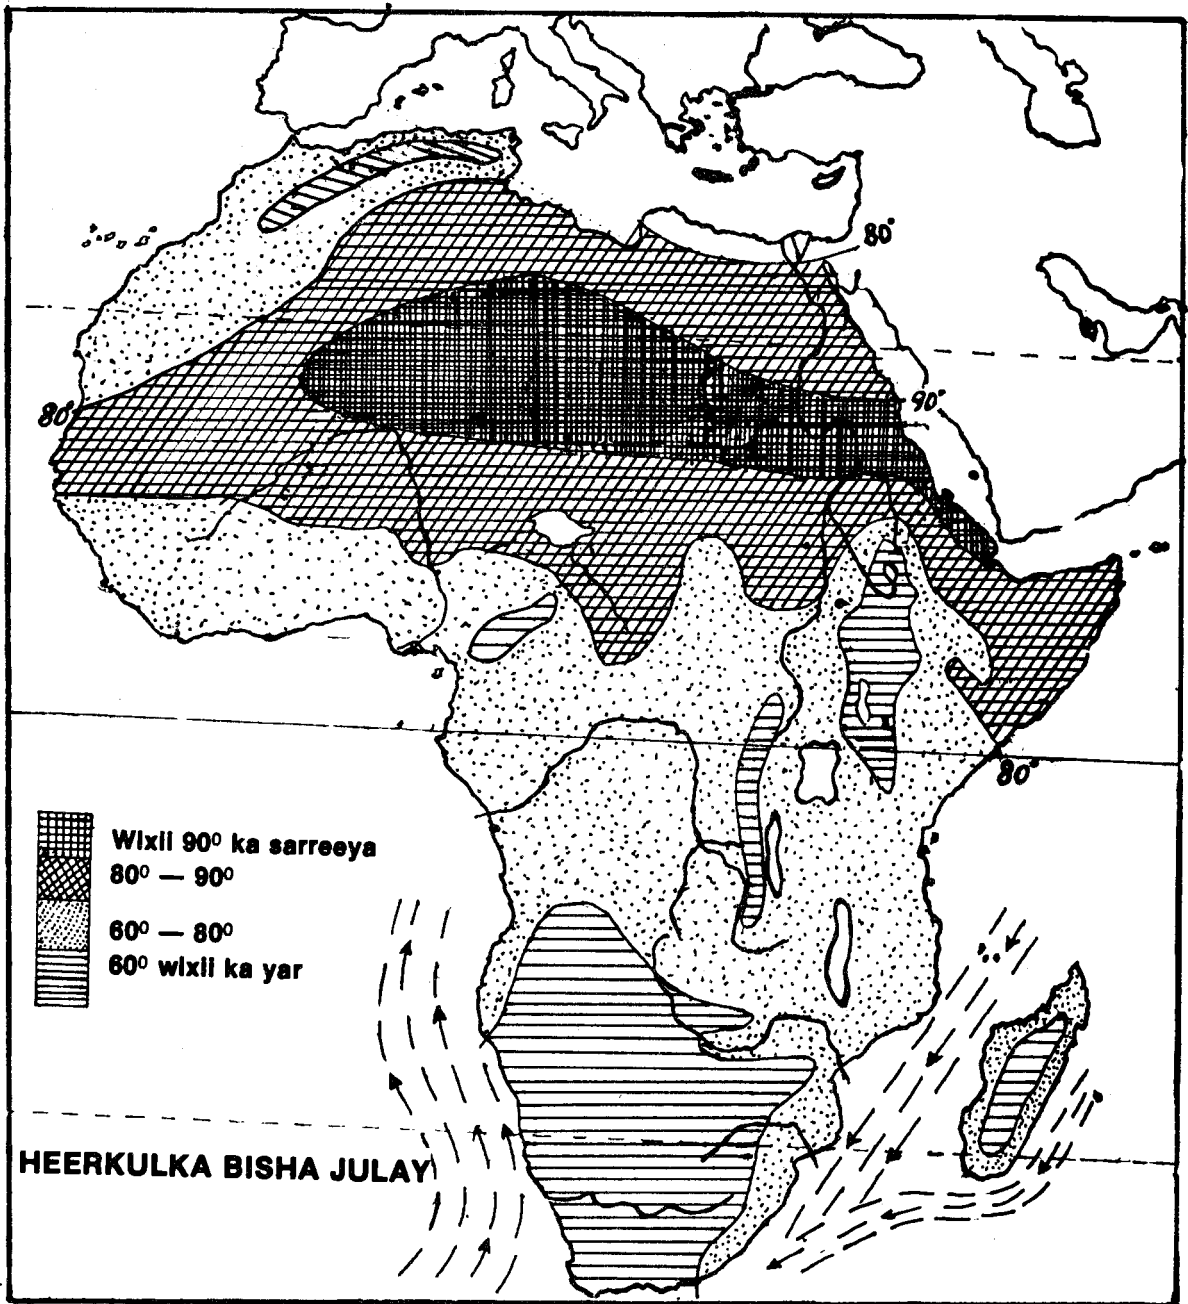 80°
80°
90°
80°
Wixii 90⁰ ka sarreeya
80⁰ — 90⁰
60⁰ — 80⁰
60⁰ wixii ka yar
HEERKULKA BISHA JULAY